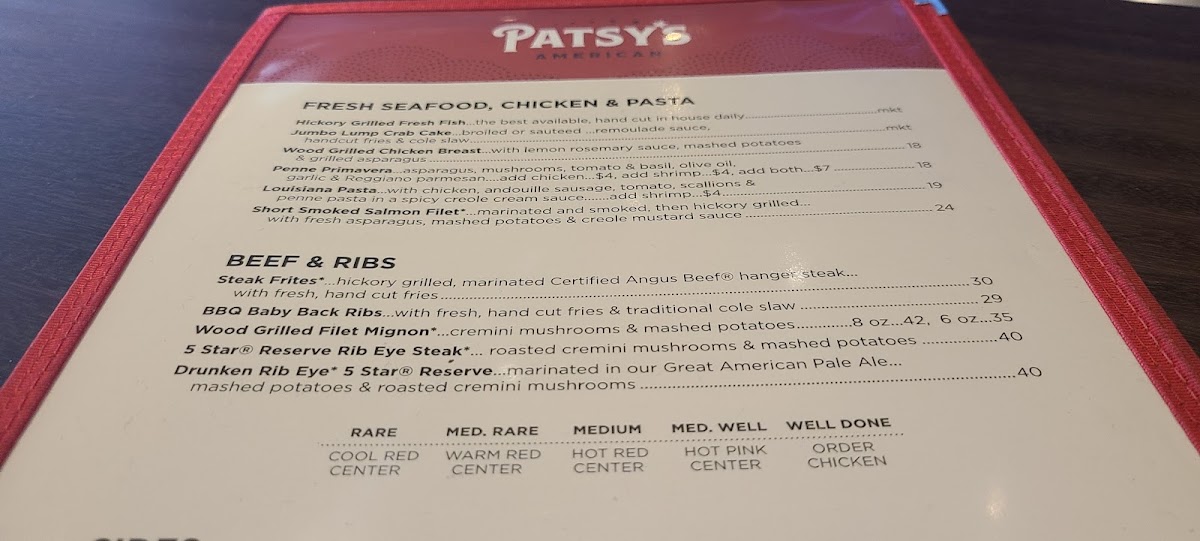 PATSY'S
AMERICAN
FRESH SEAFOOD, CHICKEN & PASTA
Hickory Grilled Fresh Fish...the best available, hand cut in house daily...mkt
Jumbo Lump Crab Cake...broiled or sauteed ...remoulade sauce,
handcut fries & cole slaw...mkt
Wood Grilled Chicken Breast...with lemon rosemary sauce, mashed potatoes
& grilled asparagus...18
Penne Primavera...asparagus, mushrooms, tomato & basil, olive oil,
garlic & Reggiano parmesan....add chicken...$4, add shrimp...$4, add both...$7...18
Louisiana Pasta...with chicken, andouille sausage, tomato, scallions &
penne pasta in a spicy creole cream sauce.......add shrimp...$4...19
Short Smoked Salmon Filet*...marinated and smoked, then hickory grilled...
with fresh asparagus, mashed potatoes & creole mustard sauce ...24
BEEF & RIBS
Steak Frites*...hickory grilled, marinated Certified Angus Beef® hanger steak...
with fresh, hand cut fries...30
BBQ Baby Back Ribs...with fresh, hand cut fries & traditional cole slaw ...29
Wood Grilled Filet Mignon*...cremini mushrooms & mashed potatoes...8 oz...42, 6 oz...35
5 Star® Reserve Rib Eye Steak*... roasted cremini mushrooms & mashed potatoes ...40
Drunken Rib Eye* 5 Star® Reserve...marinated in our Great American Pale Ale...
mashed potatoes & roasted cremini mushrooms ...40
RARE MED. RARE MEDIUM MED. WELL WELL DONE
COOL RED WARM RED HOT RED HOT PINK ORDER
CENTER CENTER CENTER CENTER CHICKEN